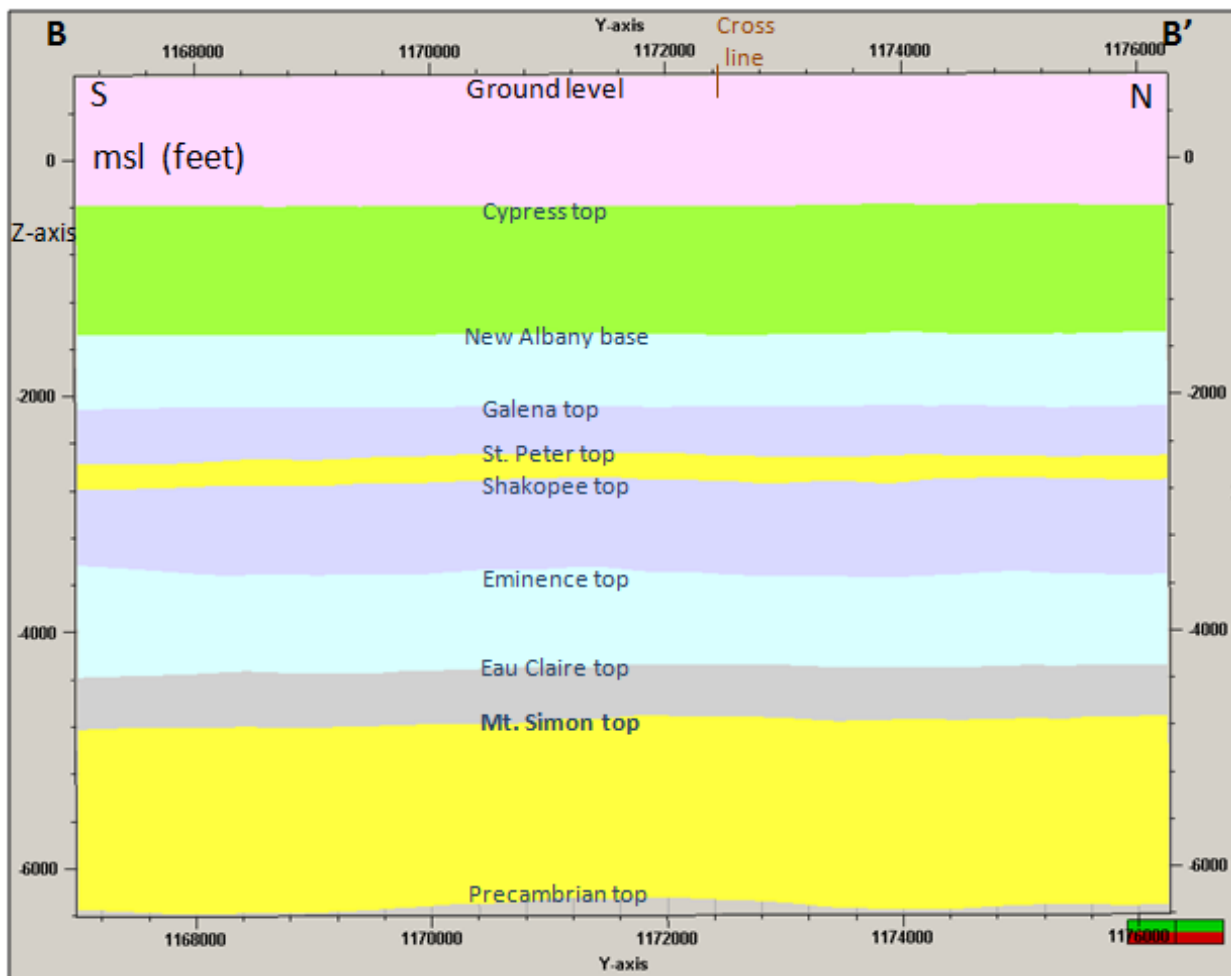 B
Y-axis
Cross
line
B’
1168000
1170000
1172000
1174000
1176000
S
Ground level
N
0
msl (feet)
0
Cypress top
Z-axis
New Albany base
-2000
-2000
Galena top
St. Peter top
Shakopee top
Eminence top
-4000
-4000
Eau Claire top
Mt. Simon top
-6000
-6000
Precambrian top
1168000
1170000
1172000
1174000
1176000
Y-axis